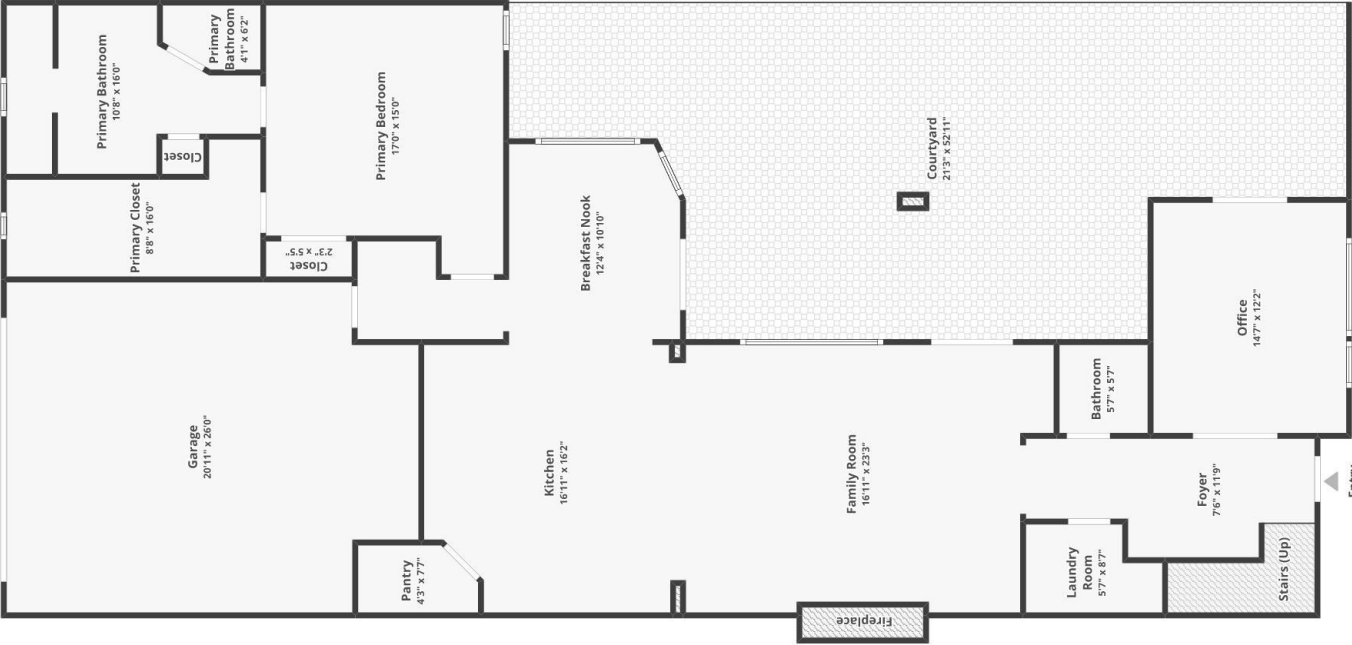 Primary Bathroom
10'8" x 16'0"
Primary
Bathroom
4'1" x 6'2"
Closet
Primary Closet
8'8" x 16'0"
Primary Bedroom
17'0" x 15'0"
Closet
2'3" x 5'5"
Breakfast Nook
12'4" x 10'10"
Courtyard
21'3" x 52'11"
Office
14'7" x 12'2"
Bathroom
5'7" x 5'7"
Garage
20'11" x 26'0"
Kitchen
16'11" x 16'2"
Family Room
16'11" x 23'3"
Foyer
7'6" x 11'9"
Pantry
4'3" x 7'7"
Laundry
Room
5'7" x 8'7"
Stairs (Up)
Fireplace